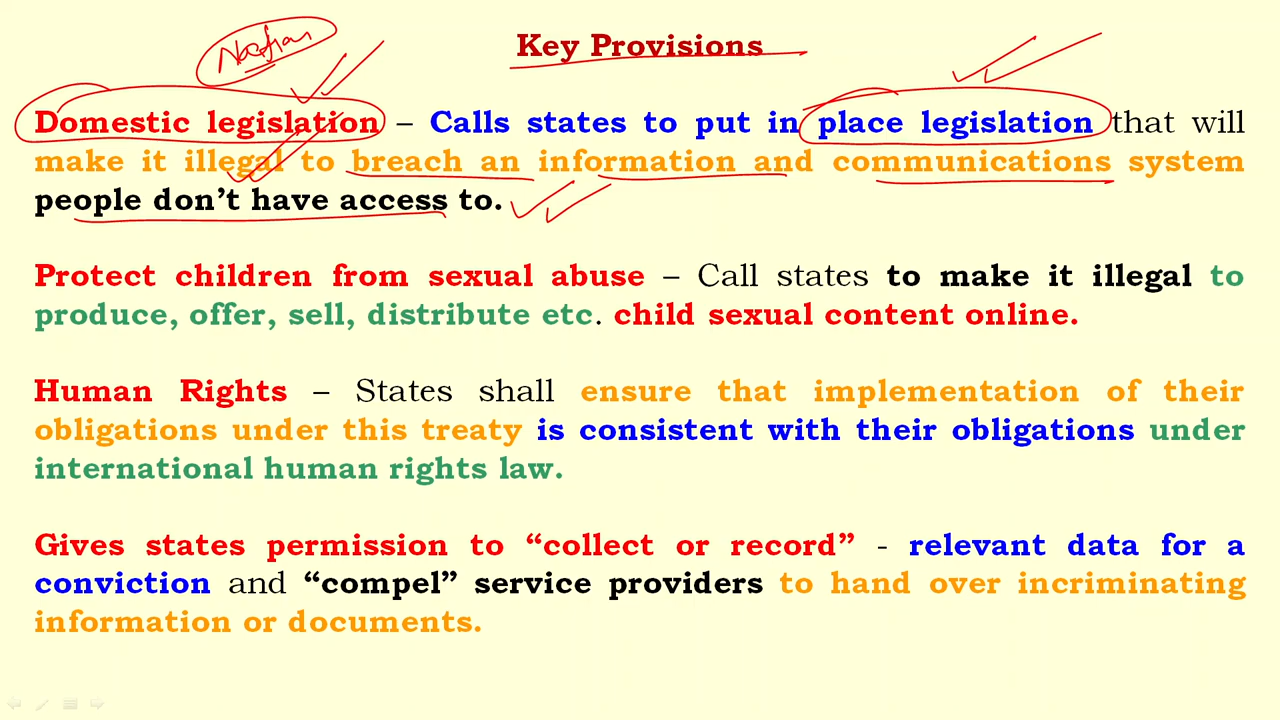 Key Provisions
Domestic legislation – Calls states to put in place legislation that will
make it illegal to breach an information and communications system
people don’t have access to.
Protect children from sexual abuse – Call states to make it illegal to
produce, offer, sell, distribute etc. child sexual content online.
Human Rights – States shall ensure that implementation of their
obligations under this treaty is consistent with their obligations under
international human rights law.
Gives states permission to “collect or record” - relevant data for a
conviction and “compel” service providers to hand over incriminating
information or documents.